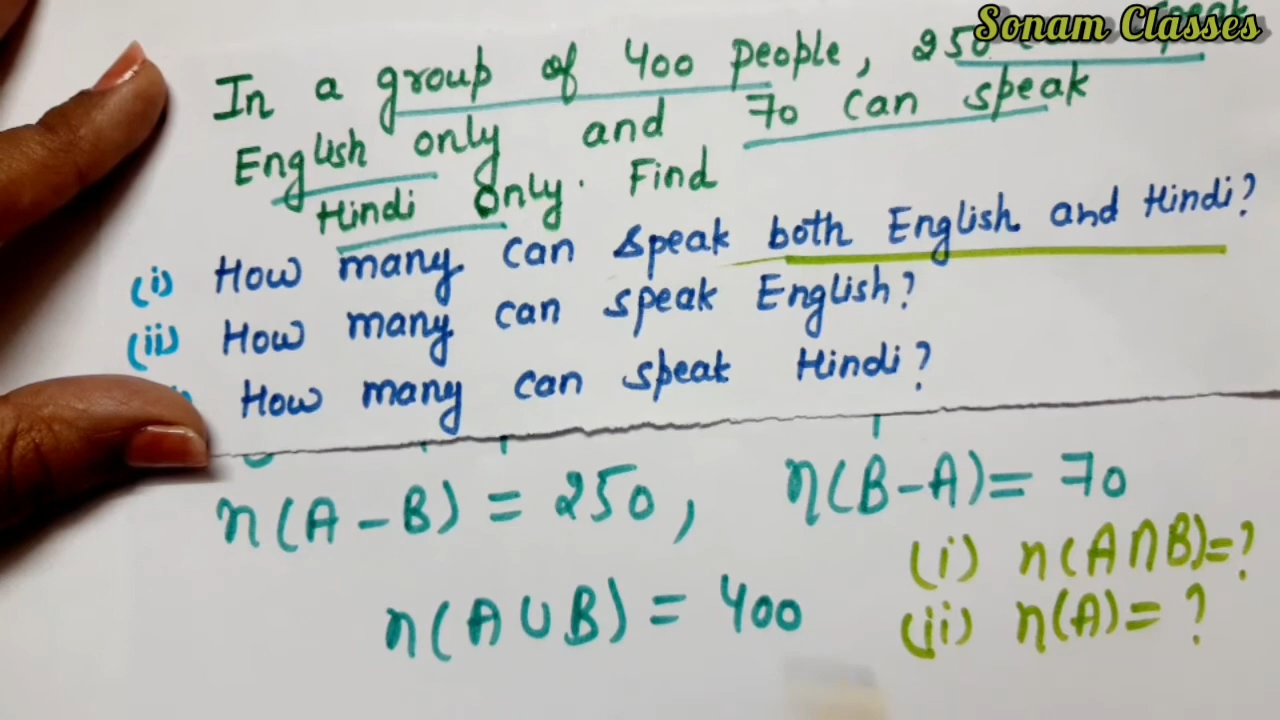 Sonam Classes
In a group of 400 people, 250 speak
English only and 70 can speak
Hindi only. Find
(i) How many can speak both English and Hindi?
(ii) How many can speak English?
How many can speak Hindi?
n(A-B) = 250, n(B-A) = 70
(i) n(A∩B)=?
n(A∪B) = 400
(ii) n(A)= ?